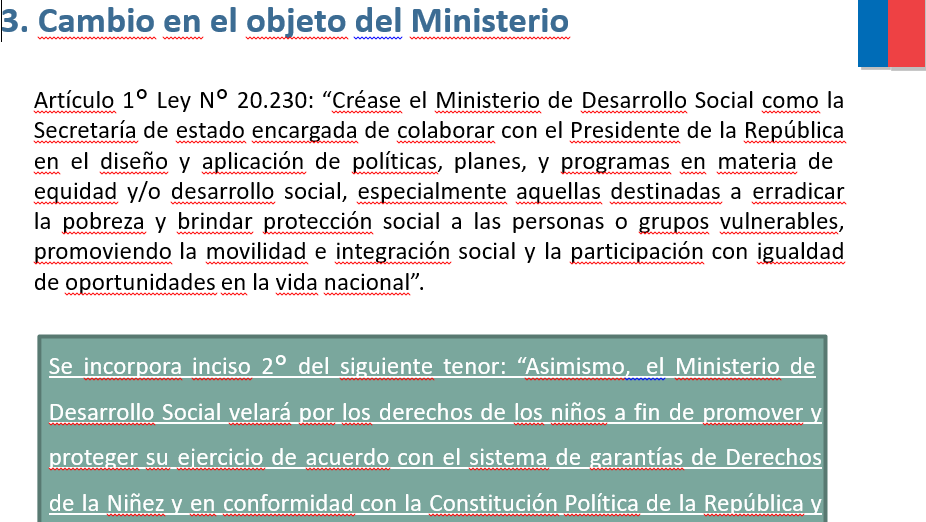 3. Cambio en el objeto del Ministerio
Artículo 1° Ley N° 20.230: “Créase el Ministerio de Desarrollo Social como la
Secretaría de estado encargada de colaborar con el Presidente de la República
en el diseño y aplicación de políticas, planes, y programas en materia de
equidad y/o desarrollo social, especialmente aquellas destinadas a erradicar
la pobreza y brindar protección social a las personas o grupos vulnerables,
promoviendo la movilidad e integración social y la participación con igualdad
de oportunidades en la vida nacional”.
Se incorpora inciso 2° del siguiente tenor: “Asimismo, el Ministerio de
Desarrollo Social velará por los derechos de los niños a fin de promover y
proteger su ejercicio de acuerdo con el sistema de garantías de Derechos
de la Niñez y en conformidad con la Constitución Política de la República y